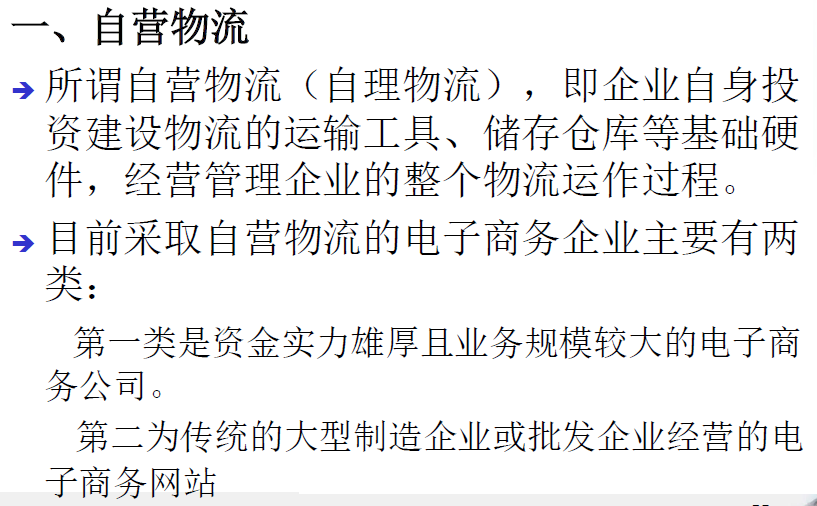 一、自营物流
所谓自营物流（自理物流），即企业自身投
资建设物流的运输工具、储存仓库等基础硬
件，经营管理企业的整个物流运作过程。
目前采取自营物流的电子商务企业主要有两
类：
第一类是资金实力雄厚且业务规模较大的电子商
务公司。
第二为传统的大型制造企业或批发企业经营的电
子商务网站